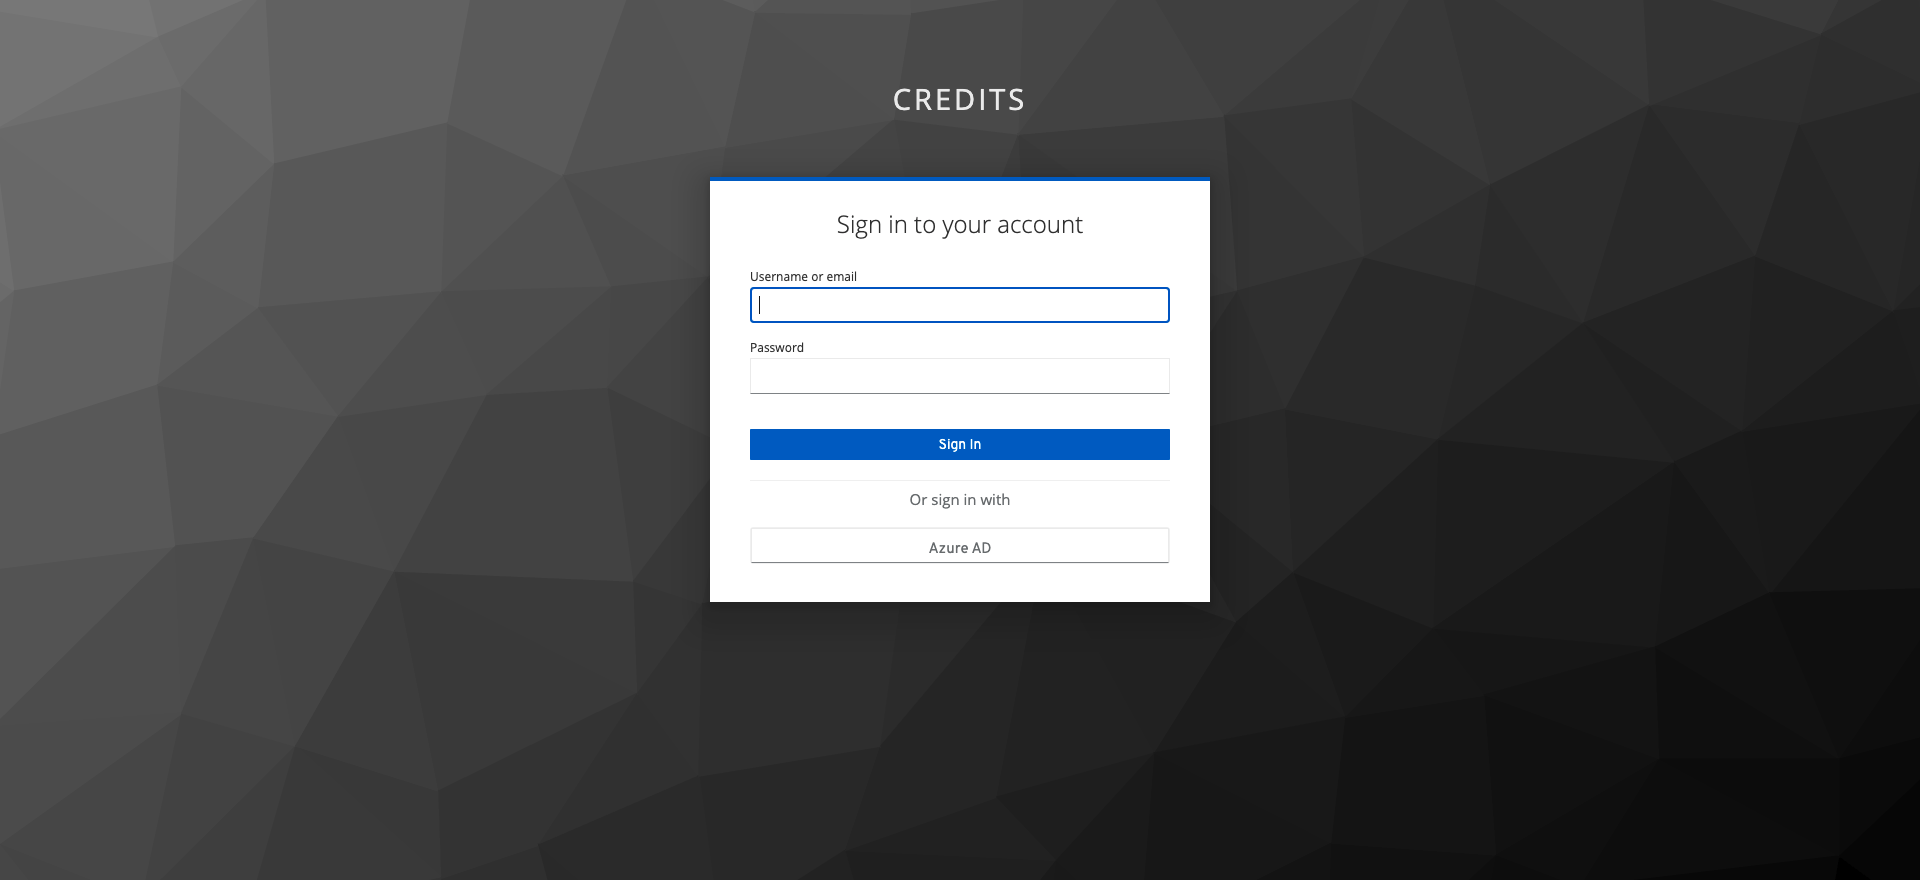 CREDITS
Sign in to your account
Username or email
Password
Sign In
Or sign in with
Azure AD